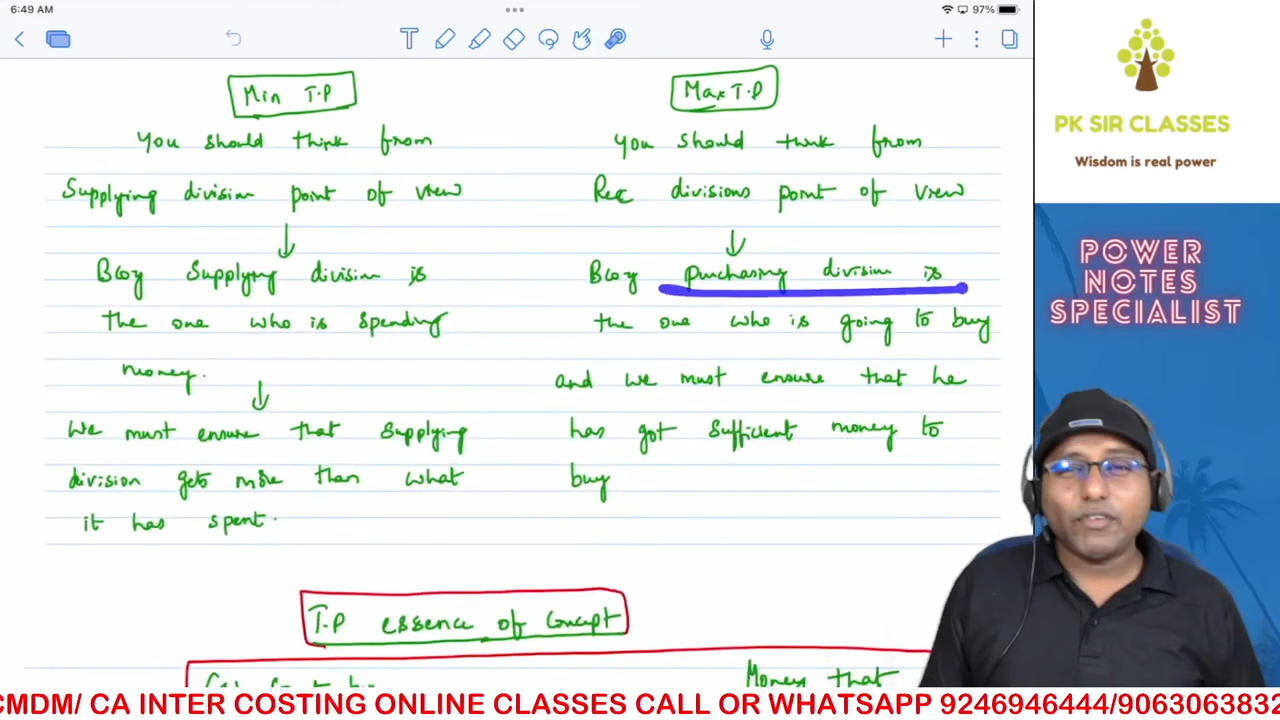 6:49 AM
97%
Min T.P
You should think from
Supplying division point of view
Bcoz Supplying division is
the one who is spending
money.
We must ensure that supplying
division gets more than what
it has spent.
Max T.P
You should think from
Rec divisions point of view
Bcoz purchasing division is
the one who is going to buy
and we must ensure that he
has got sufficient money to
buy
T.P essence of concept
Money that
PK SIR CLASSES
Wisdom is real power
POWER
NOTES
SPECIALIST
CMDM/ CA INTER COSTING ONLINE CLASSES CALL OR WHATSAPP 9246946444/9063063832